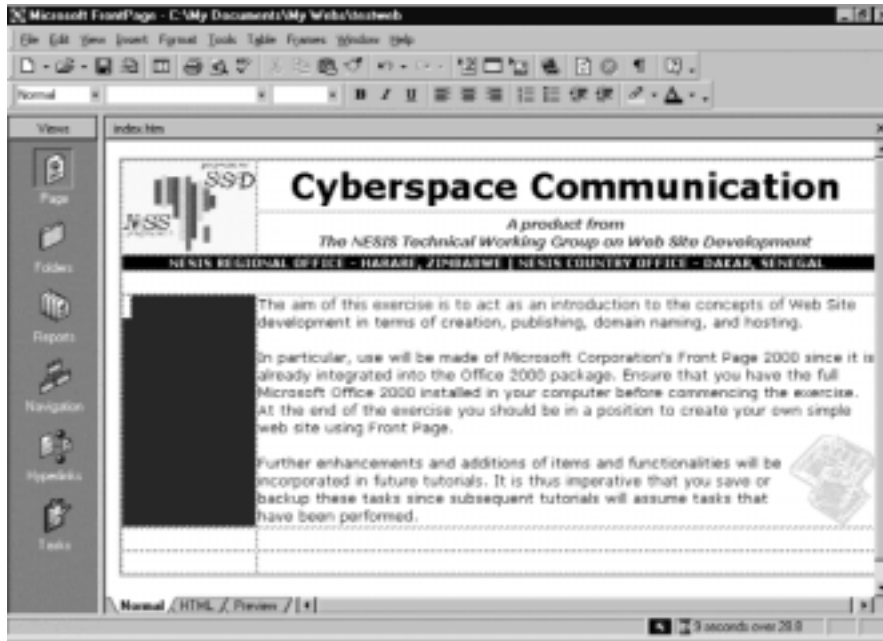 Microsoft FrontPage - C:\My Documents\My Webs\testweb
File Edit View Insert Format Tools Table Frames Window Help
Normal
B I U
Views
index.htm
Page
Folders
Reports
Navigation
Hyperlinks
Tasks
SSD
NSS
Cyberspace Communication
A product from
The NESIS Technical Working Group on Web Site Development
NESIS REGIONAL OFFICE - HARARE, ZIMBABWE | NESIS COUNTRY OFFICE - DAKAR, SENEGAL
The aim of this exercise is to act as an introduction to the concepts of Web Site
development in terms of creation, publishing, domain naming, and hosting.
In particular, use will be made of Microsoft Corporation's Front Page 2000 since it is
already integrated into the Office 2000 package. Ensure that you have the full
Microsoft Office 2000 installed in your computer before commencing the exercise.
At the end of the exercise you should be in a position to create your own simple
web site using Front Page.
Further enhancements and additions of items and functionalities will be
incorporated in future tutorials. It is thus imperative that you save or
backup these tasks since subsequent tutorials will assume tasks that
have been performed.
Normal HTML Preview
9 seconds over 28.8